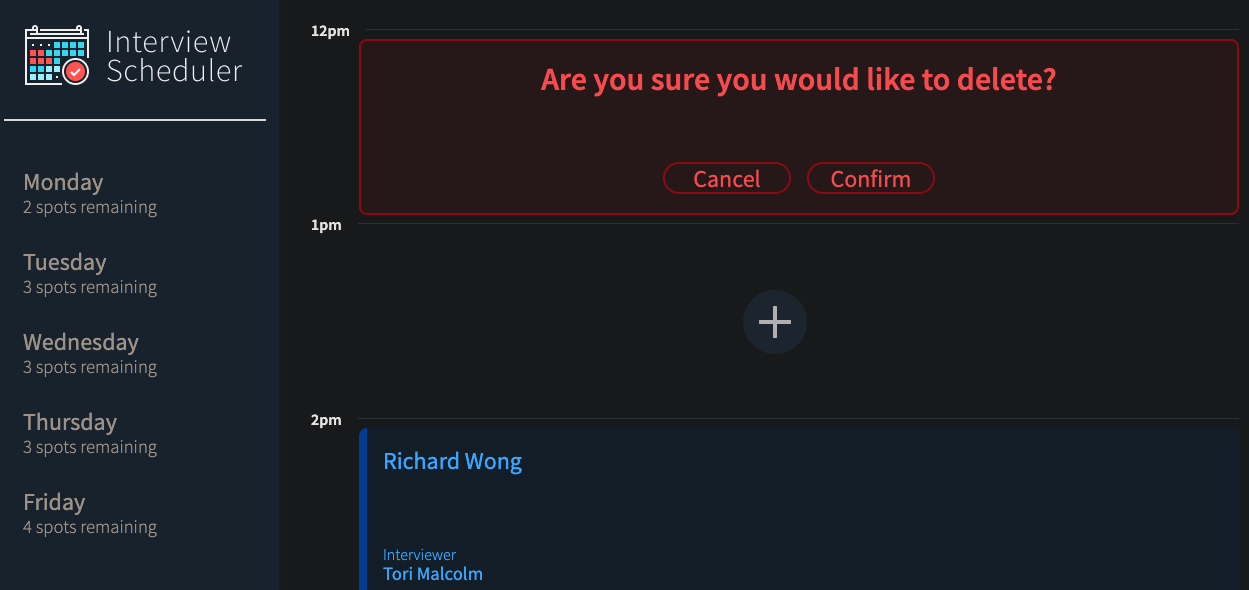 Interview
Scheduler
Monday
2 spots remaining
Tuesday
3 spots remaining
Wednesday
3 spots remaining
Thursday
3 spots remaining
Friday
4 spots remaining
12pm
Are you sure you would like to delete?
Cancel
Confirm
1pm
2pm
Richard Wong
Interviewer
Tori Malcolm